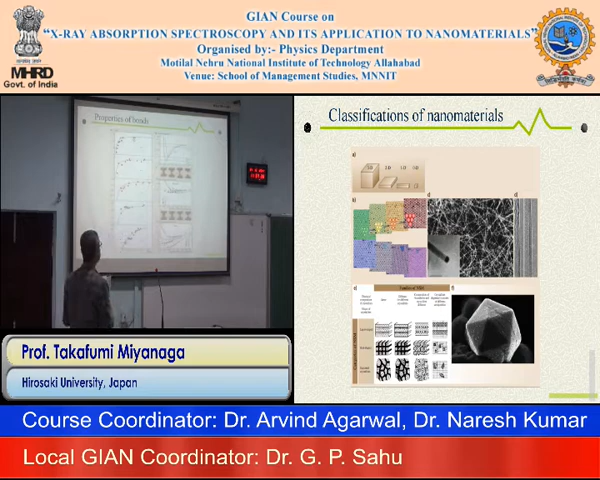 GIAN Course on
“X-RAY ABSORPTION SPECTROSCOPY AND ITS APPLICATION TO NANOMATERIALS”
Organised by:- Physics Department
Motilal Nehru National Institute of Technology Allahabad
Venue: School of Management Studies, MNNIT
MHRD
Govt. of India
Properties of bonds
Classifications of nanomaterials
a)
b)
c
d
e)
f)
Prof. Takafumi Miyanaga
Hirosaki University, Japan
Course Coordinator: Dr. Arvind Agarwal, Dr. Naresh Kumar
Local GIAN Coordinator: Dr. G. P. Sahu